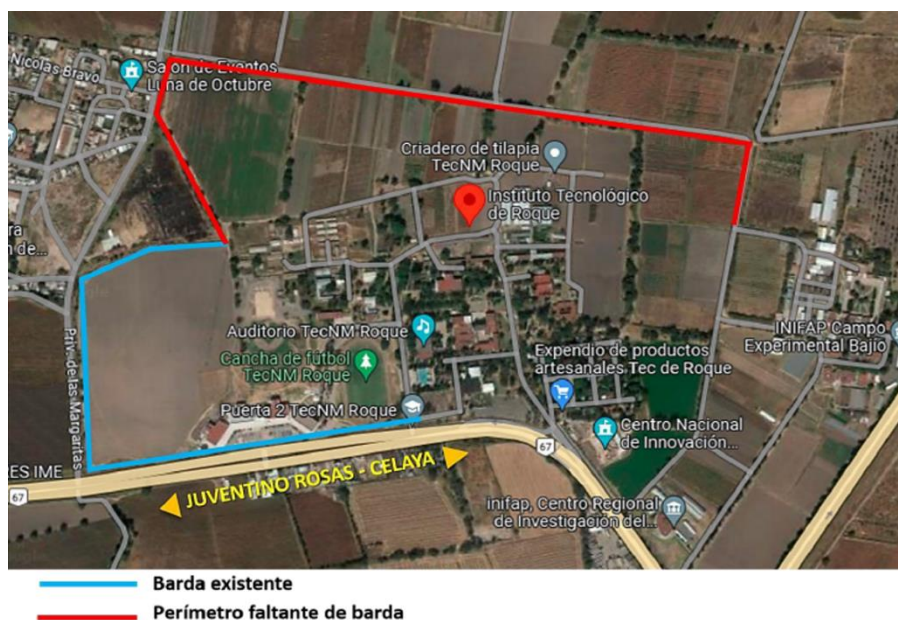 Nicolas Bravo
Salón de Eventos
Luna de Octubre
Criadero de tilapia
TecNM Roque
Instituto Tecnológico
de Roque
Priv. de las Margaritas
Auditorio TecNM Roque
Cancha de fútbol
TecNM Roque
INIFAP Campo
Experimental Bajío
Expendio de productos
artesanales Tec de Roque
Puerta 2 TecNM Roque
Centro Nacional
de Innovación...
67
JUVENTINO ROSAS - CELAYA
RES IME
67
inifap, Centro Regional
de Investigación del...
Barda existente
Perímetro faltante de barda